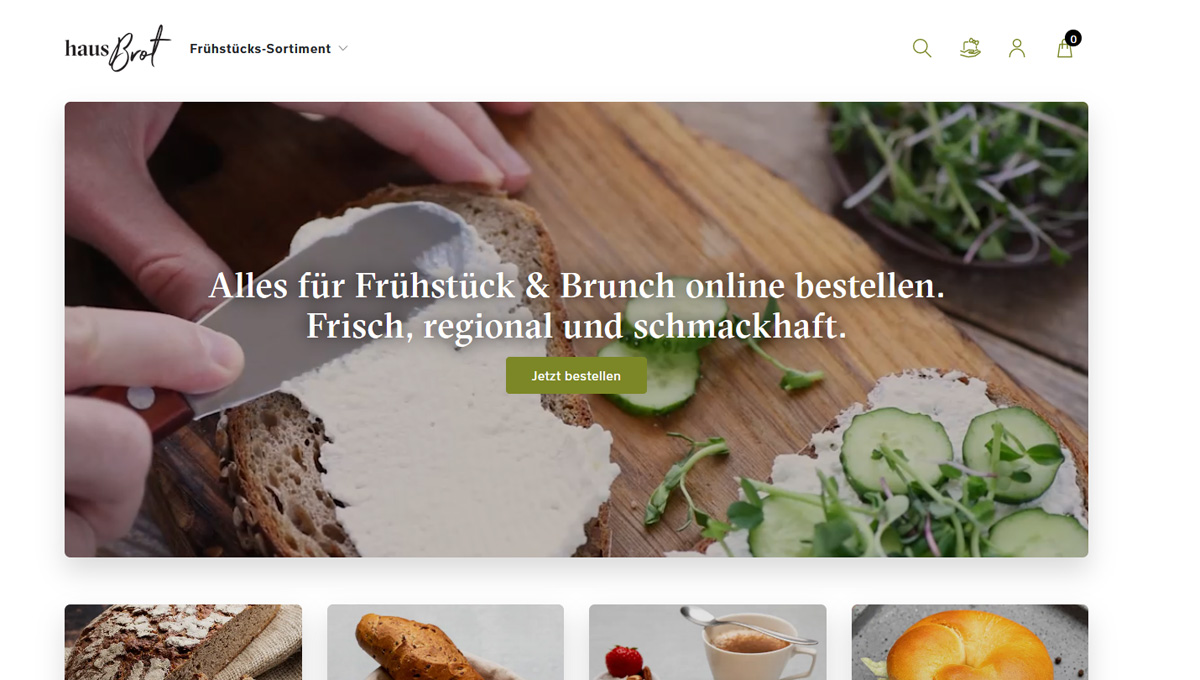 haus Brot
Frühstücks-Sortiment
0
Alles für Frühstück & Brunch online bestellen.
Frisch, regional und schmackhaft.
Jetzt bestellen